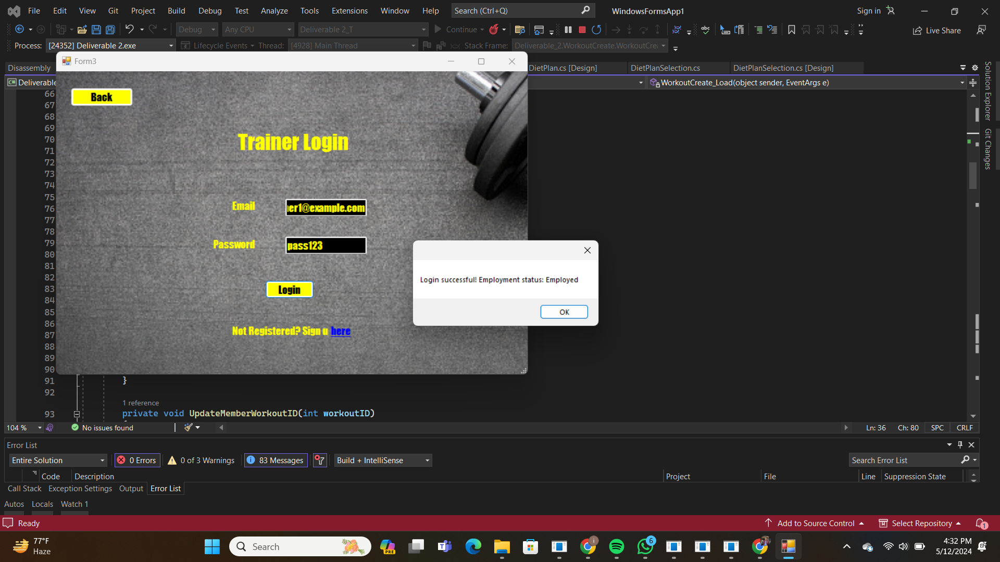 File Edit View Git Project Build Debug Test Analyze Tools Extensions Window Help Search (Ctrl+Q) WindowsFormsApp1 Sign in
Debug Any CPU Deliverable 2_T Continue Live Share
Process: [24352] Deliverable 2.exe Lifecycle Events Thread: [4928] Main Thread Stack Frame: Deliverable_2.WorkoutCreate.WorkoutCre
Form3
Disassembly DietPlan.cs [Design] DietPlanSelection.cs DietPlanSelection.cs [Design]
C# Deliverable WorkoutCreate_Load(object sender, EventArgs e)
Solution Explorer
Git Changes
66
67
68
69
70
71
72
73
74
75
76
77
78
79
80
81
82
83
84
85
86
87
88
89
90
91 }
92
Back
Trainer Login
Email er1@example.com
Password pass123
Login
Not Registered? Sign u here
Login successful! Employment status: Employed
OK
1 reference
93 private void UpdateMemberWorkoutID(int workoutID)
104 % No issues found Ln: 36 Ch: 80 SPC CRLF
Error List
Entire Solution 0 Errors 0 of 3 Warnings 83 Messages Build + IntelliSense Search Error List
Code Description Project File Line Suppression State
Call Stack Exception Settings Output Error List
Autos Locals Watch 1
Ready Add to Source Control Select Repository 1
77°F
Haze
Search
PRE
6
4:32 PM
5/12/2024